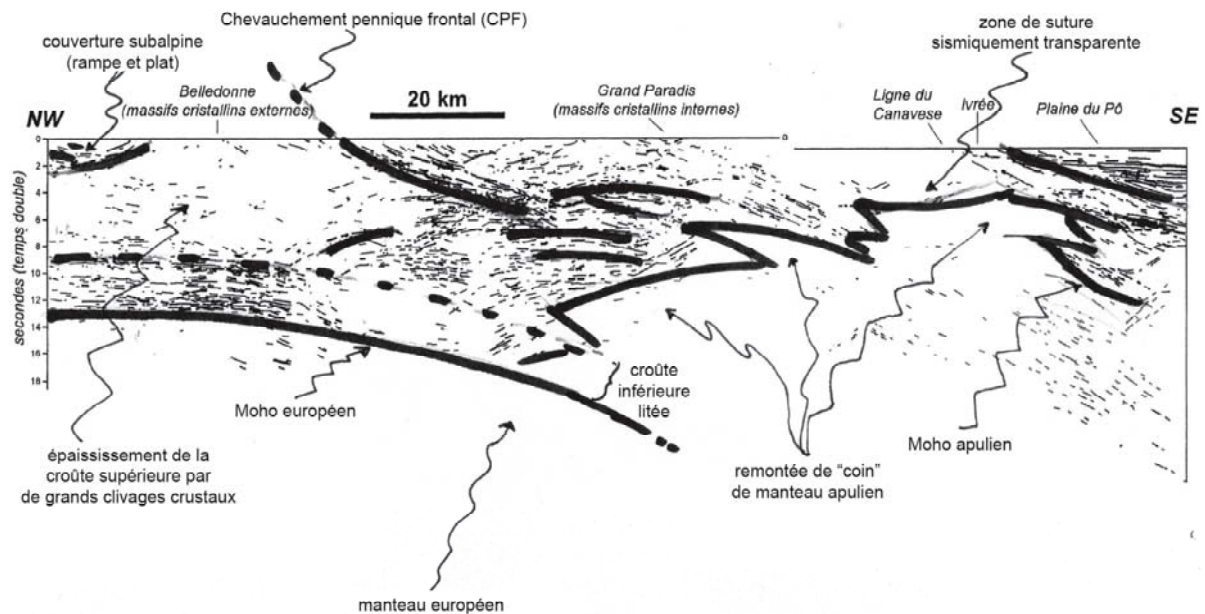 Chevauchement pennique frontal (CPF)
couverture subalpine
(rampe et plat)
zone de suture
sismiquement transparente
NW
Belledonne
(massifs cristallins externes)
20 km
Grand Paradis
(massifs cristallins internes)
Ligne du
Canavese
Ivrée
Plaine du Pô
SE
secondes (temps double)
0
2
4
6
8
10
12
14
16
18
0
Moho européen
croûte
inférieure
litée
épaississement de la
croûte supérieure par
de grands clivages crustaux
manteau européen
remontée de "coin"
de manteau apulien
Moho apulien